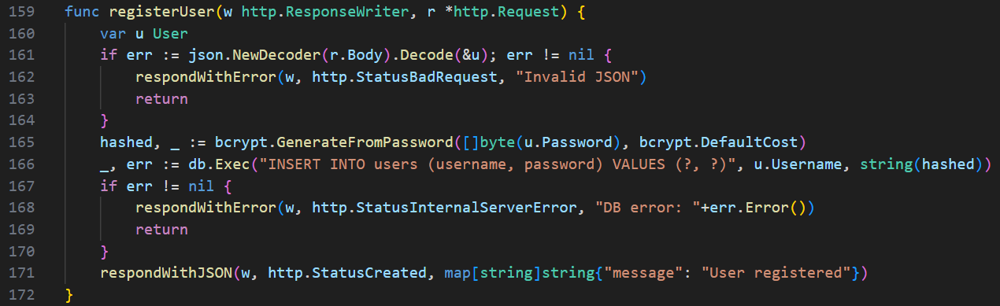 159 func registerUser(w http.ResponseWriter, r *http.Request) {
160     var u User
161     if err := json.NewDecoder(r.Body).Decode(&u); err != nil {
162         respondWithError(w, http.StatusBadRequest, "Invalid JSON")
163         return
164     }
165     hashed, _ := bcrypt.GenerateFromPassword([]byte(u.Password), bcrypt.DefaultCost)
166     _, err := db.Exec("INSERT INTO users (username, password) VALUES (?, ?)", u.Username, string(hashed))
167     if err != nil {
168         respondWithError(w, http.StatusInternalServerError, "DB error: "+err.Error())
169         return
170     }
171     respondWithJSON(w, http.StatusCreated, map[string]string{"message": "User registered"})
172 }